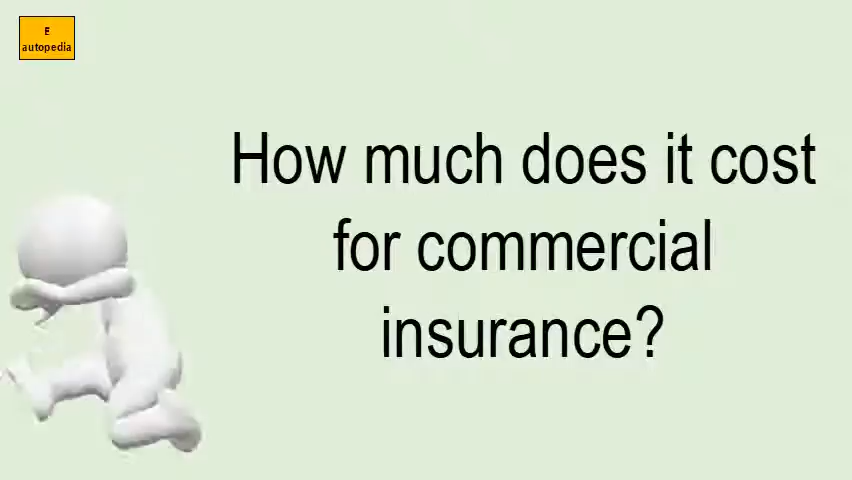 E
autopedia
How much does it cost
for commercial
insurance?